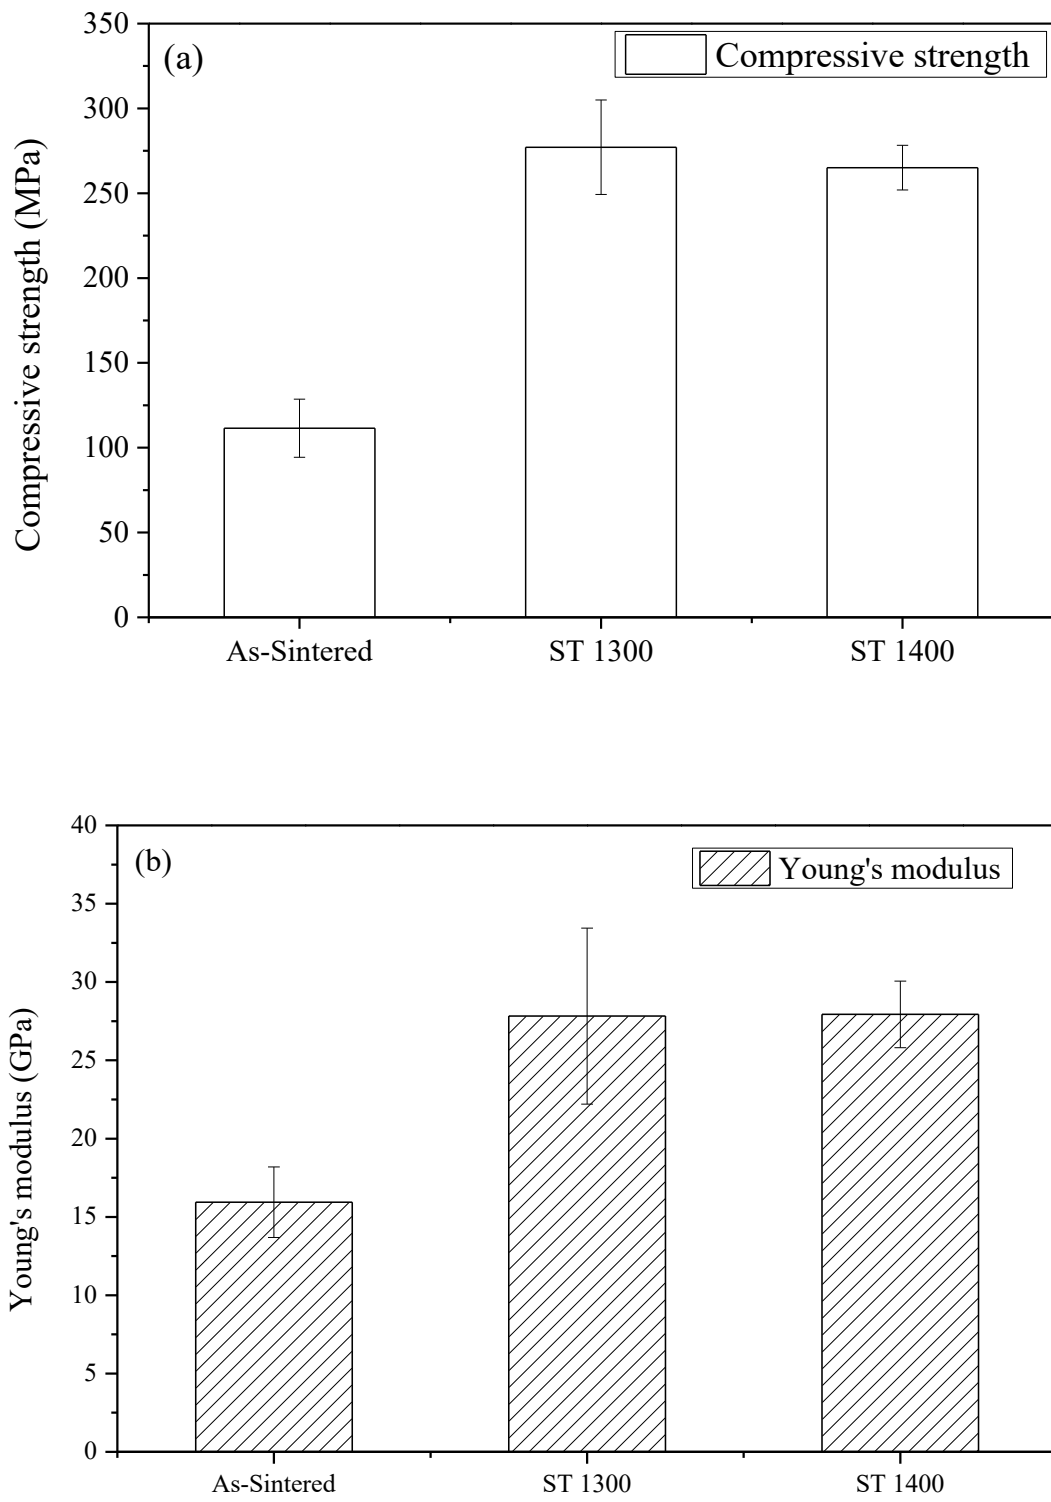 350
(a)
Compressive strength
300
250
200
150
100
50
0
Compressive strength (MPa)
As-Sintered ST 1300 ST 1400
40
(b)
Young's modulus
35
30
25
20
15
10
5
0
Young's modulus (GPa)
As-Sintered ST 1300 ST 1400